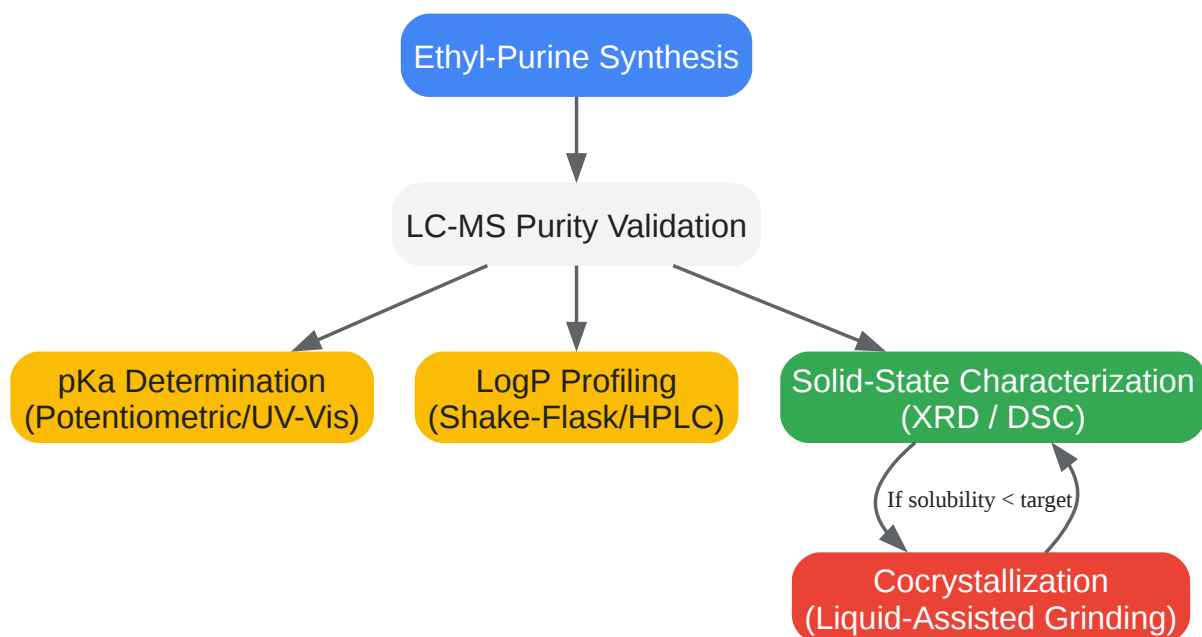 Ethyl-Purine Synthesis
LC-MS Purity Validation
pKa Determination
(Potentiometric/UV-Vis)
LogP Profiling
(Shake-Flask/HPLC)
Solid-State Characterization
(XRD / DSC)
If solubility < target
Cocrystallization
(Liquid-Assisted Grinding)